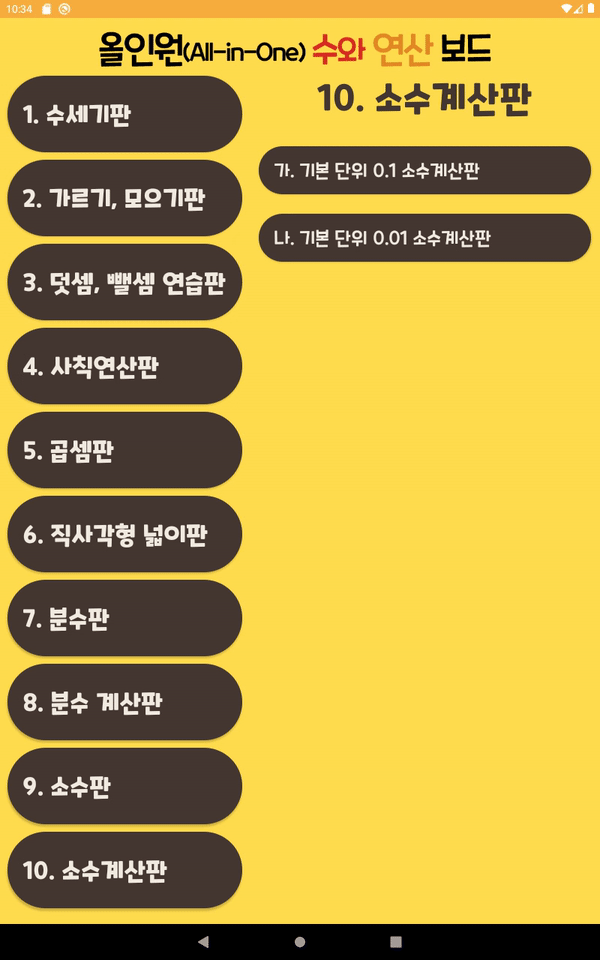 10:34
올인원(All-in-One) 수와 연산 보드
1. 수세기판
2. 가르기, 모으기판
3. 덧셈, 뺄셈 연습판
4. 사칙연산판
5. 곱셈판
6. 직사각형 넓이판
7. 분수판
8. 분수 계산판
9. 소수판
10. 소수계산판
10. 소수계산판
가. 기본 단위 0.1 소수계산판
나. 기본 단위 0.01 소수계산판